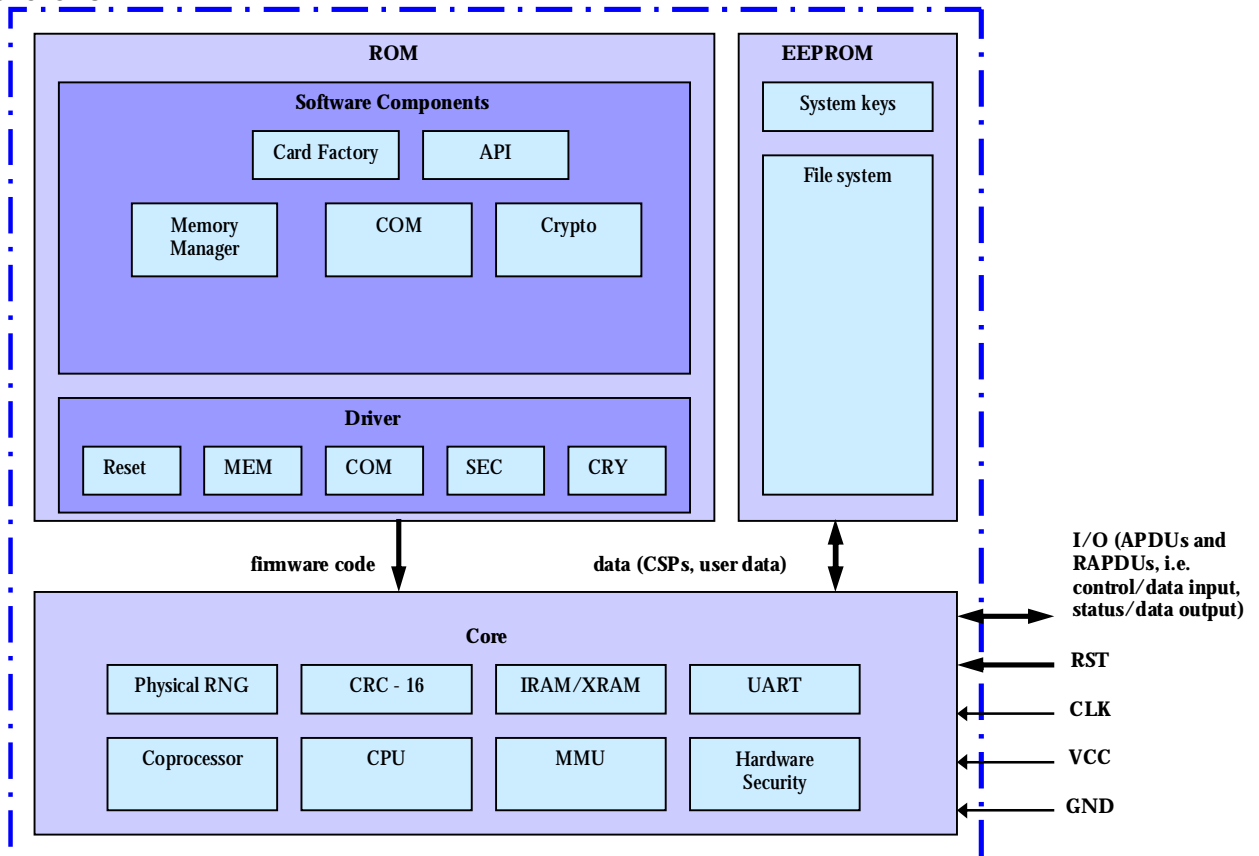 ROM
Software Components
Card Factory
API
Memory
Manager
COM
Crypto
Driver
Reset
MEM
COM
SEC
CRY
EEPROM
System keys
File system
firmware code
data (CSPs, user data)
Core
Physical RNG
CRC - 16
IRAM/XRAM
UART
Coprocessor
CPU
MMU
Hardware
Security
I/O (APDUs and
RAPDUs, i.e.
control/data input,
status/data output)
RST
CLK
VCC
GND